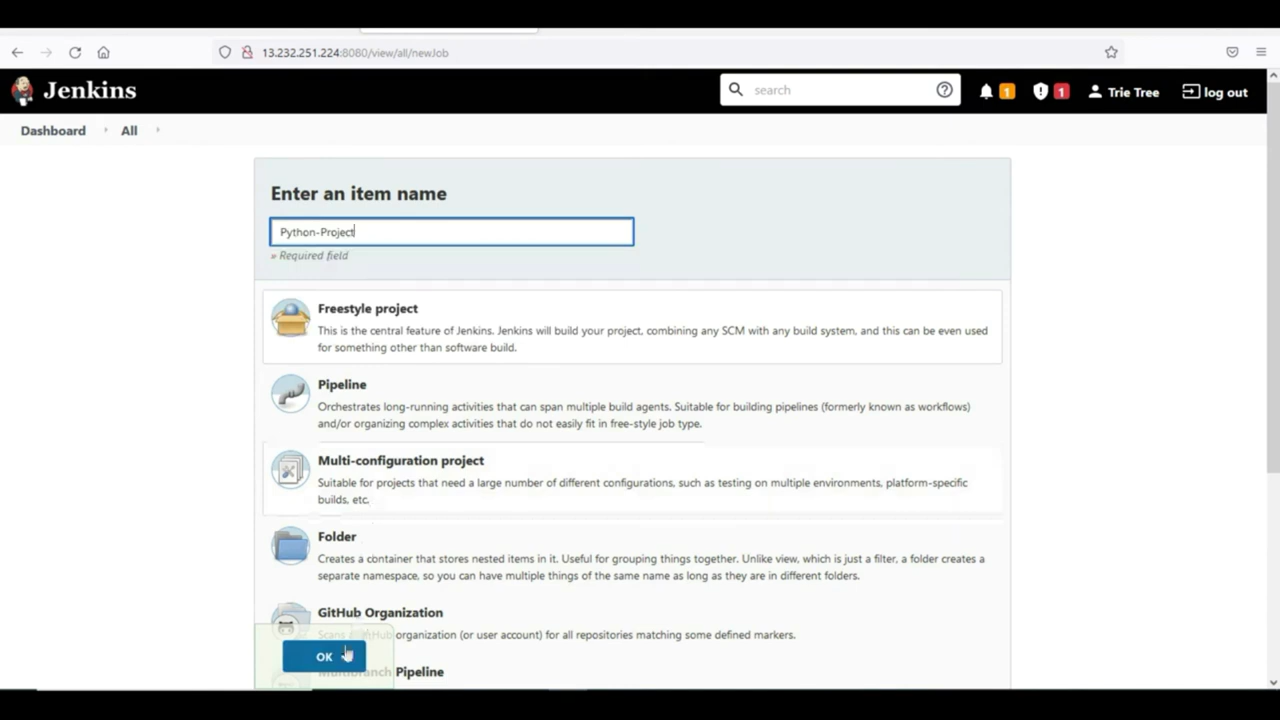 13.232.251.224:8080/view/all/newJob
Jenkins
search
1
1
Trie Tree
log out
Dashboard
All
Enter an item name
Python-Project
» Required field
Freestyle project
This is the central feature of Jenkins. Jenkins will build your project, combining any SCM with any build system, and this can be even used
for something other than software build.
Pipeline
Orchestrates long-running activities that can span multiple build agents. Suitable for building pipelines (formerly known as workflows)
and/or organizing complex activities that do not easily fit in free-style job type.
Multi-configuration project
Suitable for projects that need a large number of different configurations, such as testing on multiple environments, platform-specific
builds, etc.
Folder
Creates a container that stores nested items in it. Useful for grouping things together. Unlike view, which is just a filter, a folder creates a
separate namespace, so you can have multiple things of the same name as long as they are in different folders.
GitHub Organization
Scans a GitHub organization (or user account) for all repositories matching some defined markers.
OK
Multibranch Pipeline